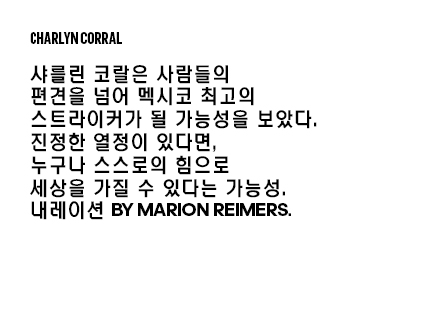 CHARLYN CORRAL
샤를린 코랄은 사람들의
편견을 넘어 멕시코 최고의
스트라이커가 될 가능성을 보았다.
진정한 열정이 있다면,
누구나 스스로의 힘으로
세상을 가질 수 있다는 가능성.
내레이션 BY MARION REIMERS.